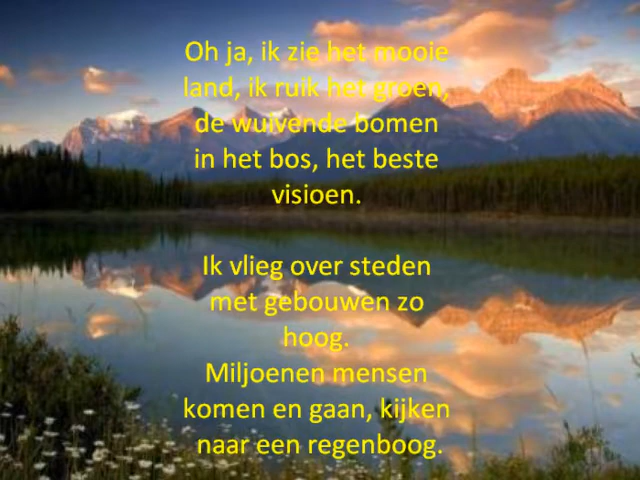 Oh ja, ik zie het mooie
land, ik ruik het groen,
de wuivende bomen
in het bos, het beste
visioen.
Ik vlieg over steden
met gebouwen zo
hoog.
Miljoenen mensen
komen en gaan, kijken
naar een regenboog.